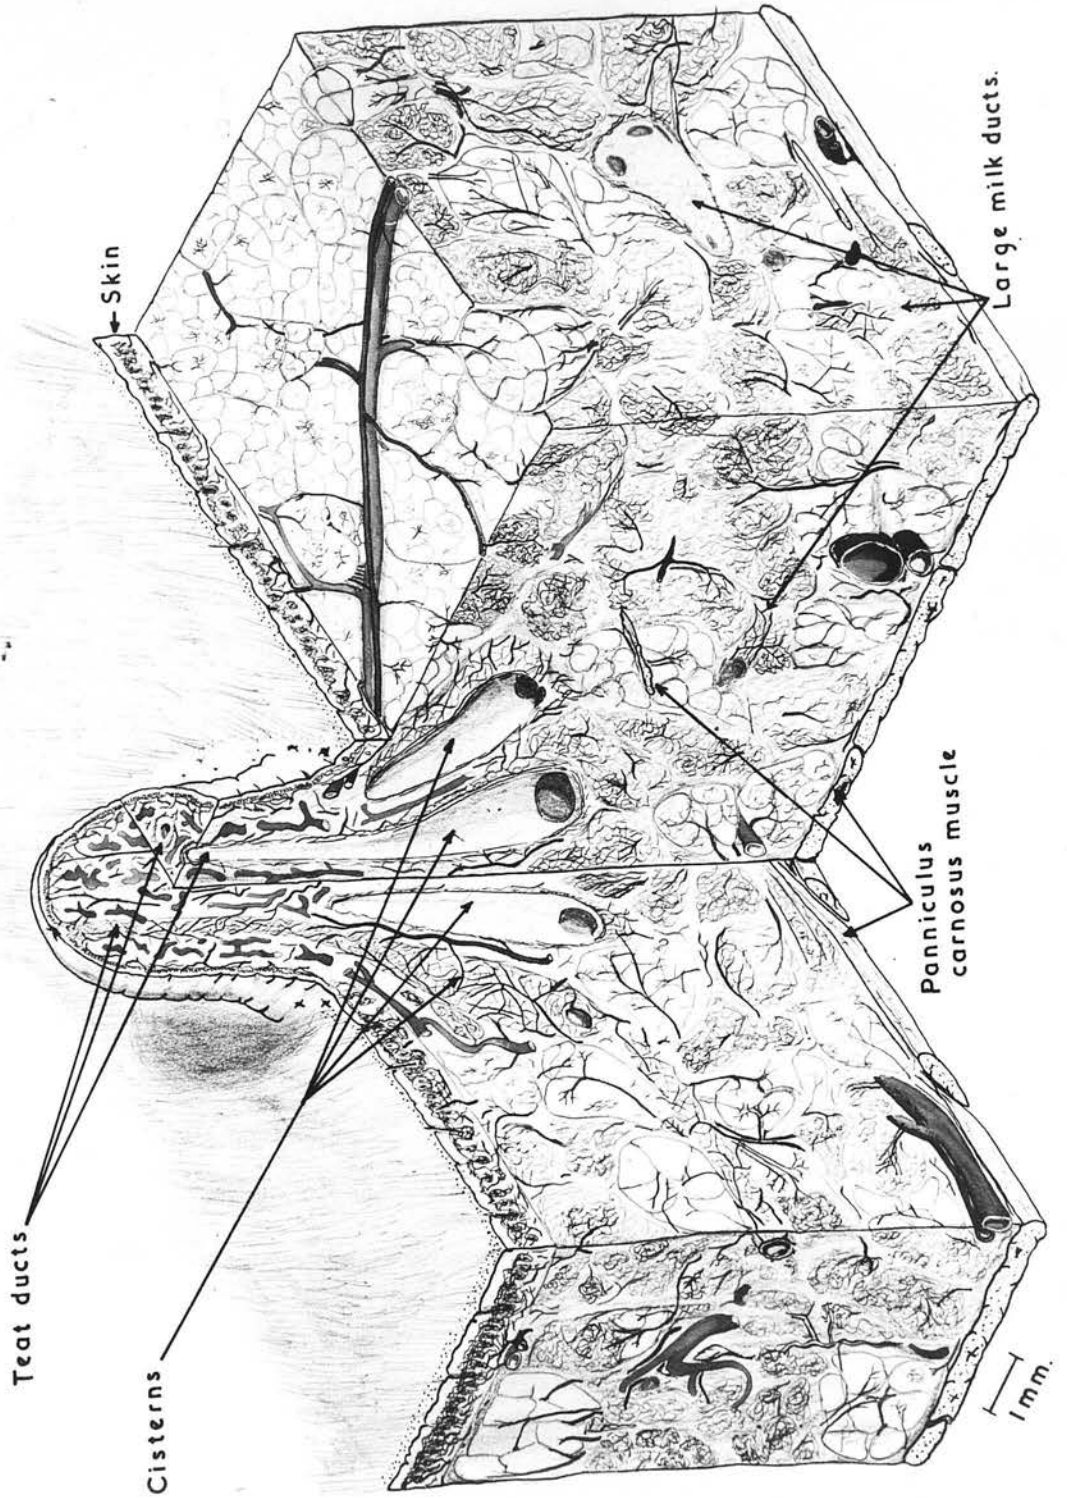 Teat ducts
Cisterns
Skin
Large milk ducts.
Panniculus
carnosus muscle
1mm.